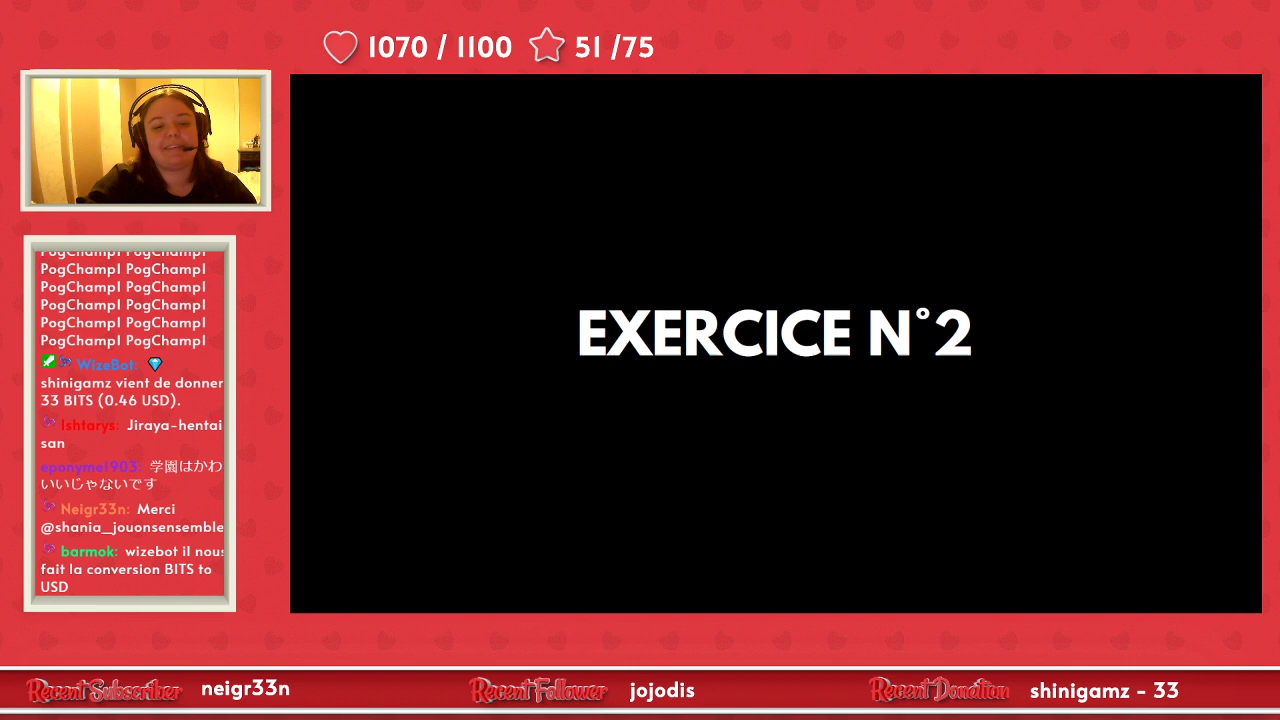 1070 / 1100 51 /75
EXERCICE N°2
PogChamp1 PogChamp1
PogChamp1 PogChamp1
PogChamp1 PogChamp1
PogChamp1 PogChamp1
PogChamp1 PogChamp1
PogChamp1 PogChamp1
WizeBot:
shinigamz vient de donner
33 BITS (0.46 USD).
Ishtarys: Jiraya-hentai
san
eponyme1903: 学園はかわ
いいじゃないです
Neigr33n: Merci
@shania_jouonsensemble
barmok: wizebot il nous
fait la conversion BITS to
USD
Recent Subscriber neigr33n Recent Follower jojodis Recent Donation shinigamz - 33